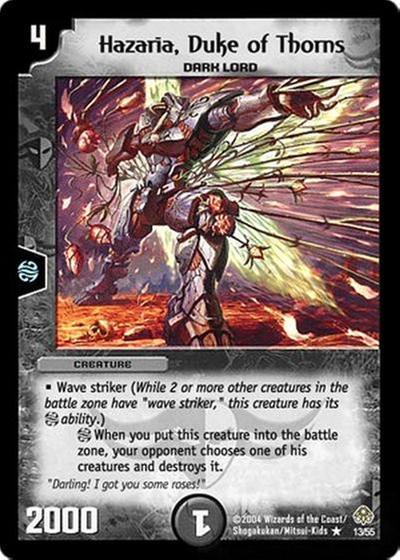 4
Hazaria, Duke of Thorns
DARK LORD
CREATURE
▪ Wave striker (While 2 or more other creatures in the
battle zone have "wave striker," this creature has its
ability.)
When you put this creature into the battle
zone, your opponent chooses one of his
creatures and destroys it.
"Darling! I got you some roses!"
2000
1
©2004 Wizards of the Coast/
Shogakukan/Mitsui-Kids ★ 13/55